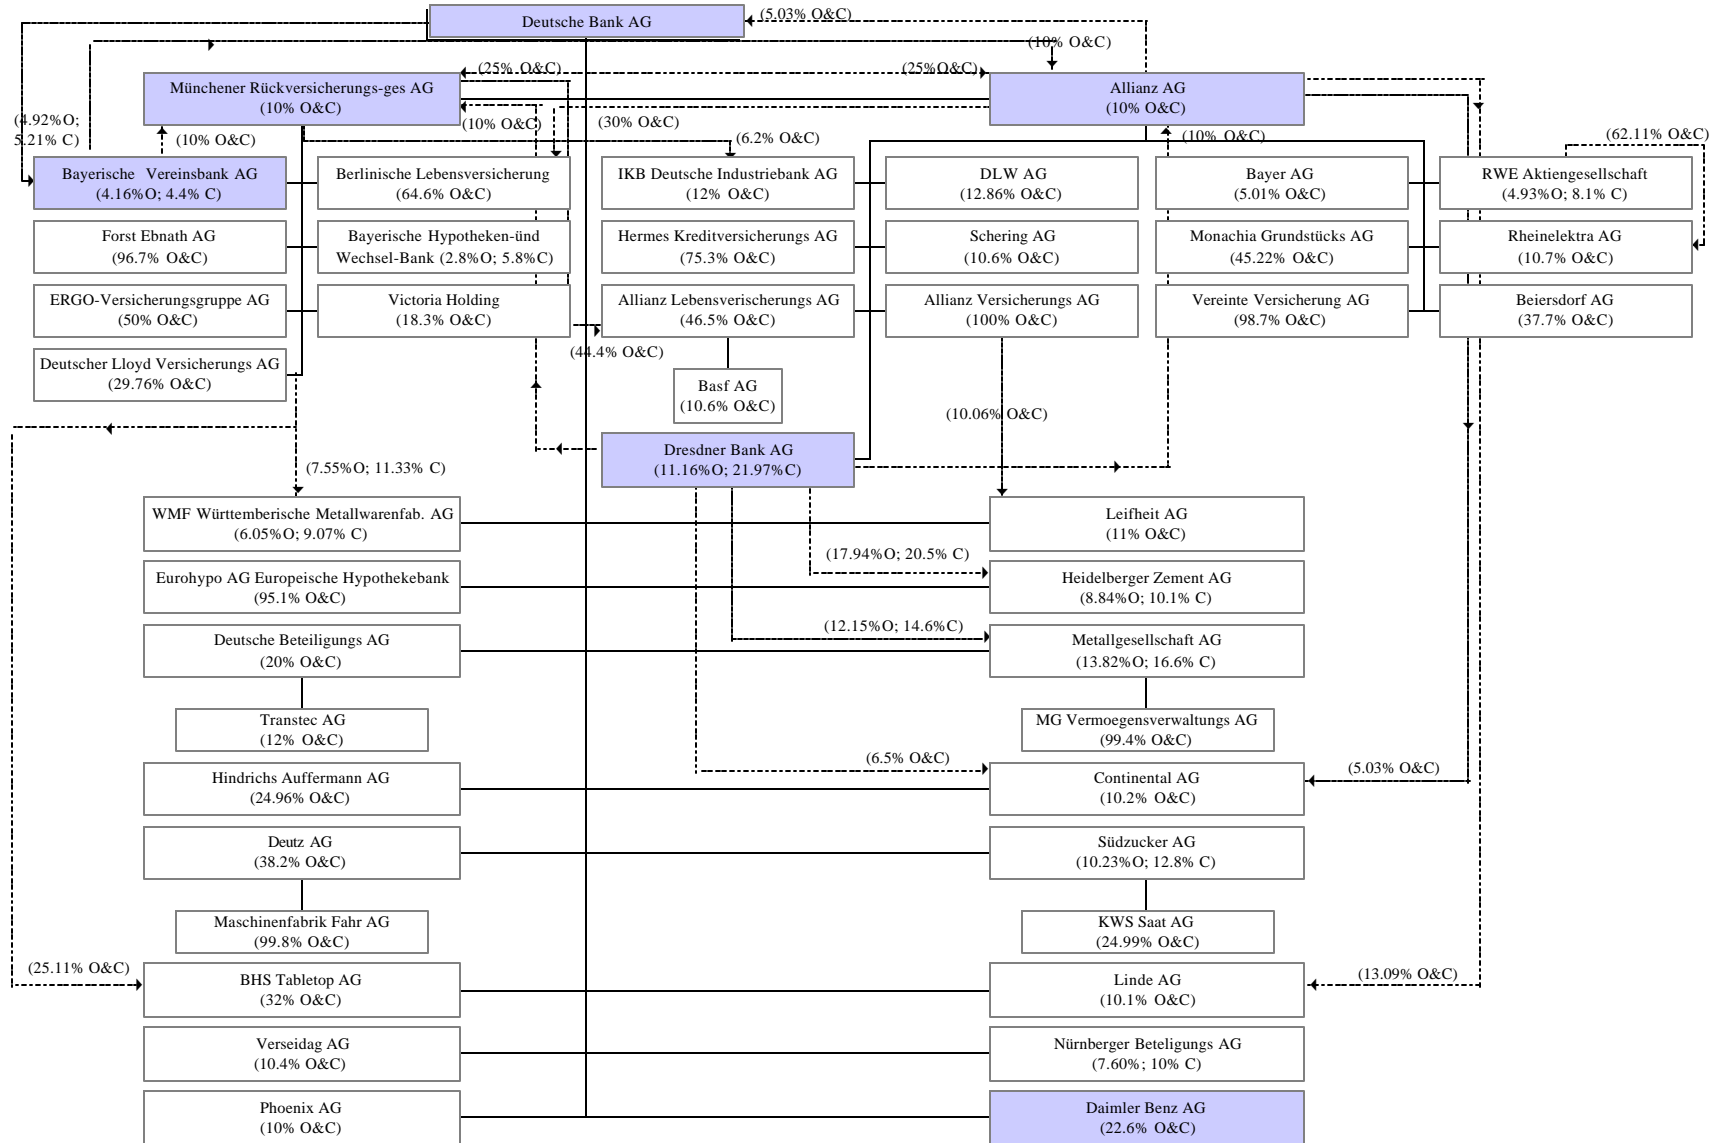 Deutsche Bank AG
(5.03% O&C)
(10% O&C)
(25% O&C)
(25%O&C)
Münchener Rückversicherungs-ges AG
(10% O&C)
Allianz AG
(10% O&C)
(4.92%O;
5.21% C)
(10% O&C)
(10% O&C)
(30% O&C)
(6.2% O&C)
(10% O&C)
(62.11% O&C)
Bayerische Vereinsbank AG
(4.16%O; 4.4% C)
Berlinische Lebensversicherung
(64.6% O&C)
IKB Deutsche Industriebank AG
(12% O&C)
DLW AG
(12.86% O&C)
Bayer AG
(5.01% O&C)
RWE Aktiengesellschaft
(4.93%O; 8.1% C)
Forst Ebnath AG
(96.7% O&C)
Bayerische Hypotheken-ünd
Wechsel-Bank (2.8%O; 5.8%C)
Hermes Kreditversicherungs AG
(75.3% O&C)
Schering AG
(10.6% O&C)
Monachia Grundstücks AG
(45.22% O&C)
Rheinelektra AG
(10.7% O&C)
ERGO-Versicherungsgruppe AG
(50% O&C)
Victoria Holding
(18.3% O&C)
Allianz Lebensverischerungs AG
(46.5% O&C)
Allianz Versicherungs AG
(100% O&C)
Vereinte Versicherung AG
(98.7% O&C)
Beiersdorf AG
(37.7% O&C)
(44.4% O&C)
Deutscher Lloyd Versicherungs AG
(29.76% O&C)
Basf AG
(10.6% O&C)
(10.06% O&C)
Dresdner Bank AG
(11.16%O; 21.97%C)
(7.55%O; 11.33% C)
WMF Württemberische Metallwarenfab. AG
(6.05%O; 9.07% C)
Leifheit AG
(11% O&C)
(17.94%O; 20.5% C)
Eurohypo AG Europeische Hypothekebank
(95.1% O&C)
Heidelberger Zement AG
(8.84%O; 10.1% C)
(12.15%O; 14.6%C)
Deutsche Beteiligungs AG
(20% O&C)
Metallgesellschaft AG
(13.82%O; 16.6% C)
Transtec AG
(12% O&C)
MG Vermoegensverwaltungs AG
(99.4% O&C)
(6.5% O&C)
(5.03% O&C)
Hindrichs Auffermann AG
(24.96% O&C)
Continental AG
(10.2% O&C)
Deutz AG
(38.2% O&C)
Südzucker AG
(10.23%O; 12.8% C)
Maschinenfabrik Fahr AG
(99.8% O&C)
KWS Saat AG
(24.99% O&C)
(25.11% O&C)
(13.09% O&C)
BHS Tabletop AG
(32% O&C)
Linde AG
(10.1% O&C)
Verseidag AG
(10.4% O&C)
Nürnberger Beteligungs AG
(7.60%; 10% C)
Phoenix AG
(10% O&C)
Daimler Benz AG
(22.6% O&C)